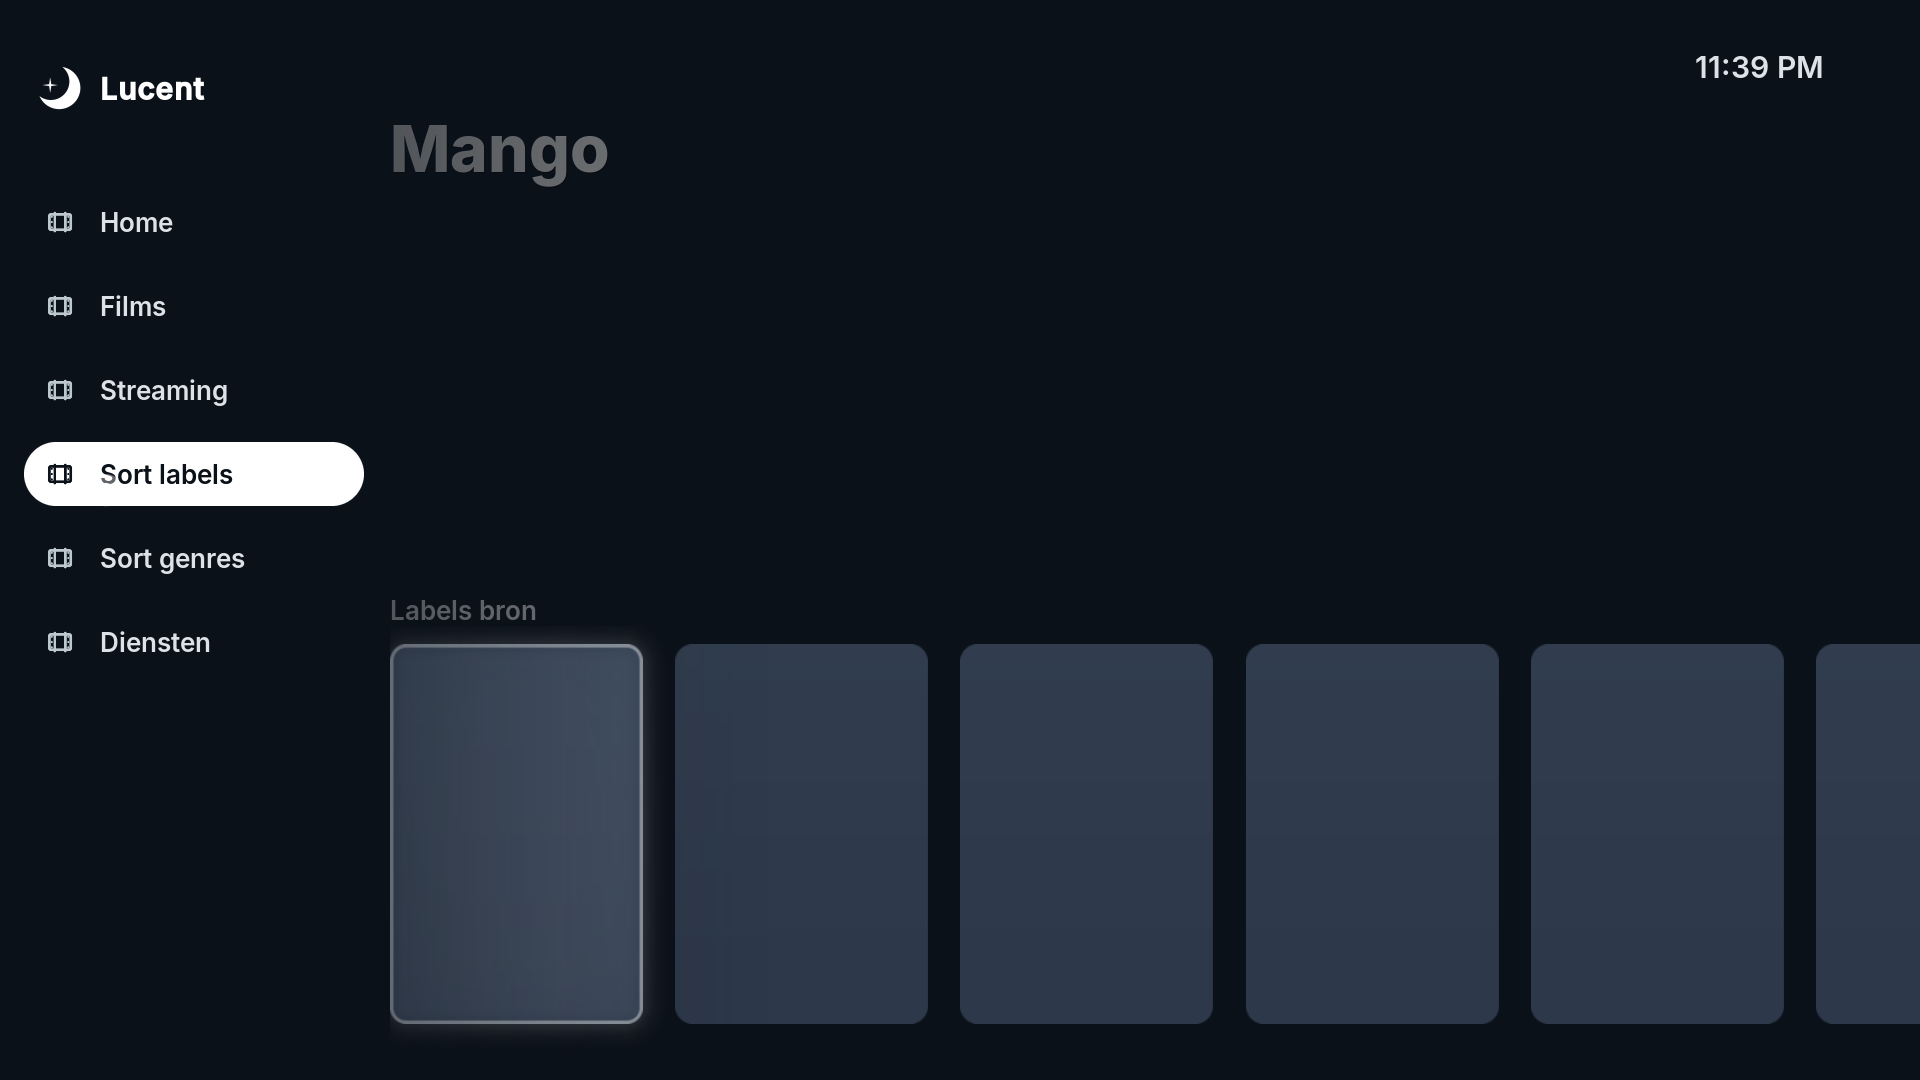 Lucent
11:39 PM
Mango
Home
Films
Streaming
Sort labels
Sort genres
Diensten
Labels bron